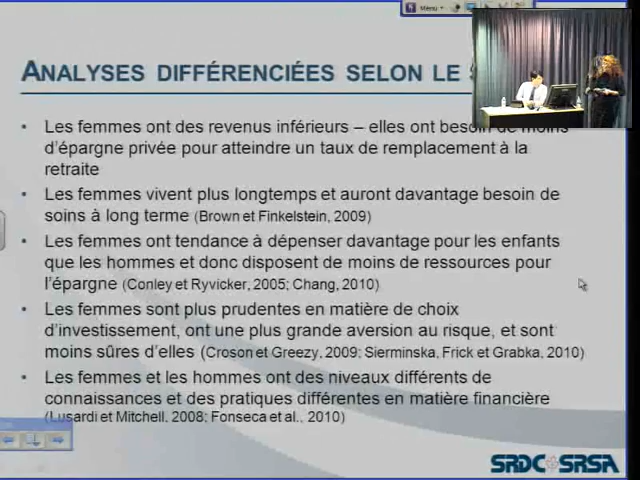 Menu
ANALYSES DIFFÉRENCIÉES SELON LE
• Les femmes ont des revenus inférieurs – elles ont besoin de moins
d'épargne privée pour atteindre un taux de remplacement à la
retraite
• Les femmes vivent plus longtemps et auront davantage besoin de
soins à long terme (Brown et Finkelstein, 2009)
• Les femmes ont tendance à dépenser davantage pour les enfants
que les hommes et donc disposent de moins de ressources pour
l'épargne (Conley et Ryvicker, 2005; Chang, 2010)
• Les femmes sont plus prudentes en matière de choix
d'investissement, ont une plus grande aversion au risque, et sont
moins sûres d'elles (Croson et Greezy, 2009; Sierminska, Frick et Grabka, 2010)
• Les femmes et les hommes ont des niveaux différents de
connaissances et des pratiques différentes en matière financière
(Lusardi et Mitchell, 2008; Fonseca et al., 2010)
SRDC SRSA